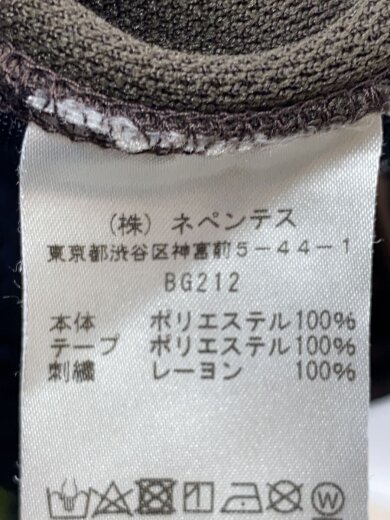 (株) ネペンテス
東京都渋谷区神宮前5-44-1
BG212
本体 ポリエステル100%
テープ ポリエステル100%
刺繍 レーヨン 100%